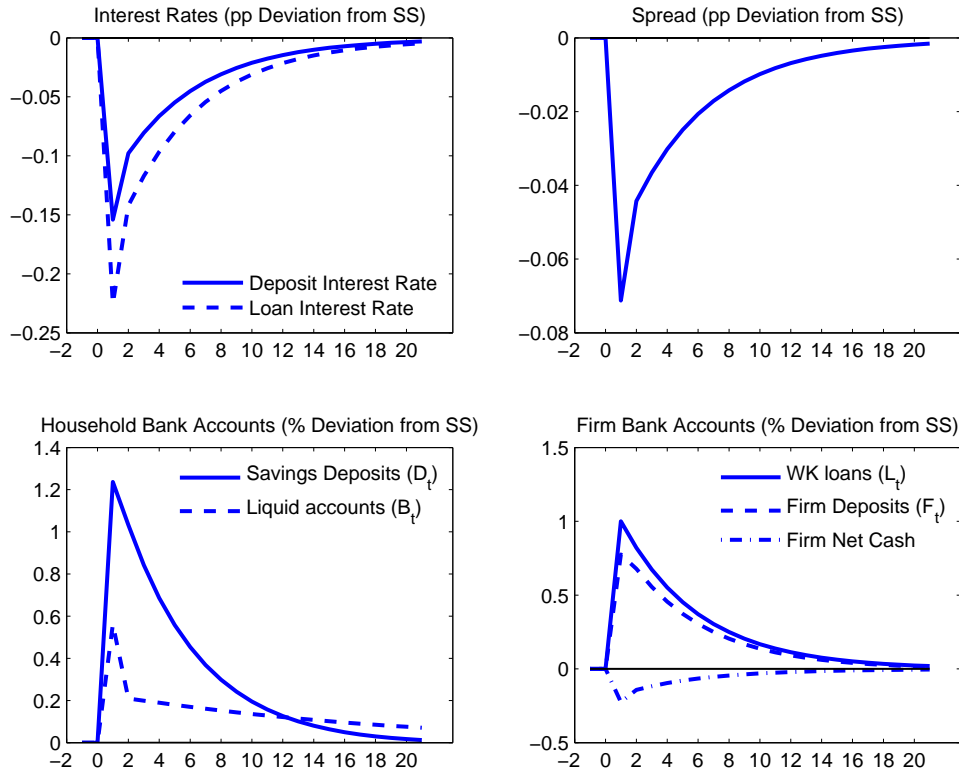 Interest Rates (pp Deviation from SS)
0
−0.05
−0.1
−0.15
−0.2
−0.25
Deposit Interest Rate
Loan Interest Rate
−2 0 2 4 6 8 10 12 14 16 18 20
Spread (pp Deviation from SS)
0
−0.02
−0.04
−0.06
−0.08
−2 0 2 4 6 8 10 12 14 16 18 20
Household Bank Accounts (% Deviation from SS)
1.4
1.2
1
0.8
0.6
0.4
0.2
0
Savings Deposits (D_t)
Liquid accounts (B_t)
−2 0 2 4 6 8 10 12 14 16 18 20
Firm Bank Accounts (% Deviation from SS)
1.5
1
0.5
0
−0.5
WK loans (L_t)
Firm Deposits (F_t)
Firm Net Cash
−2 0 2 4 6 8 10 12 14 16 18 20